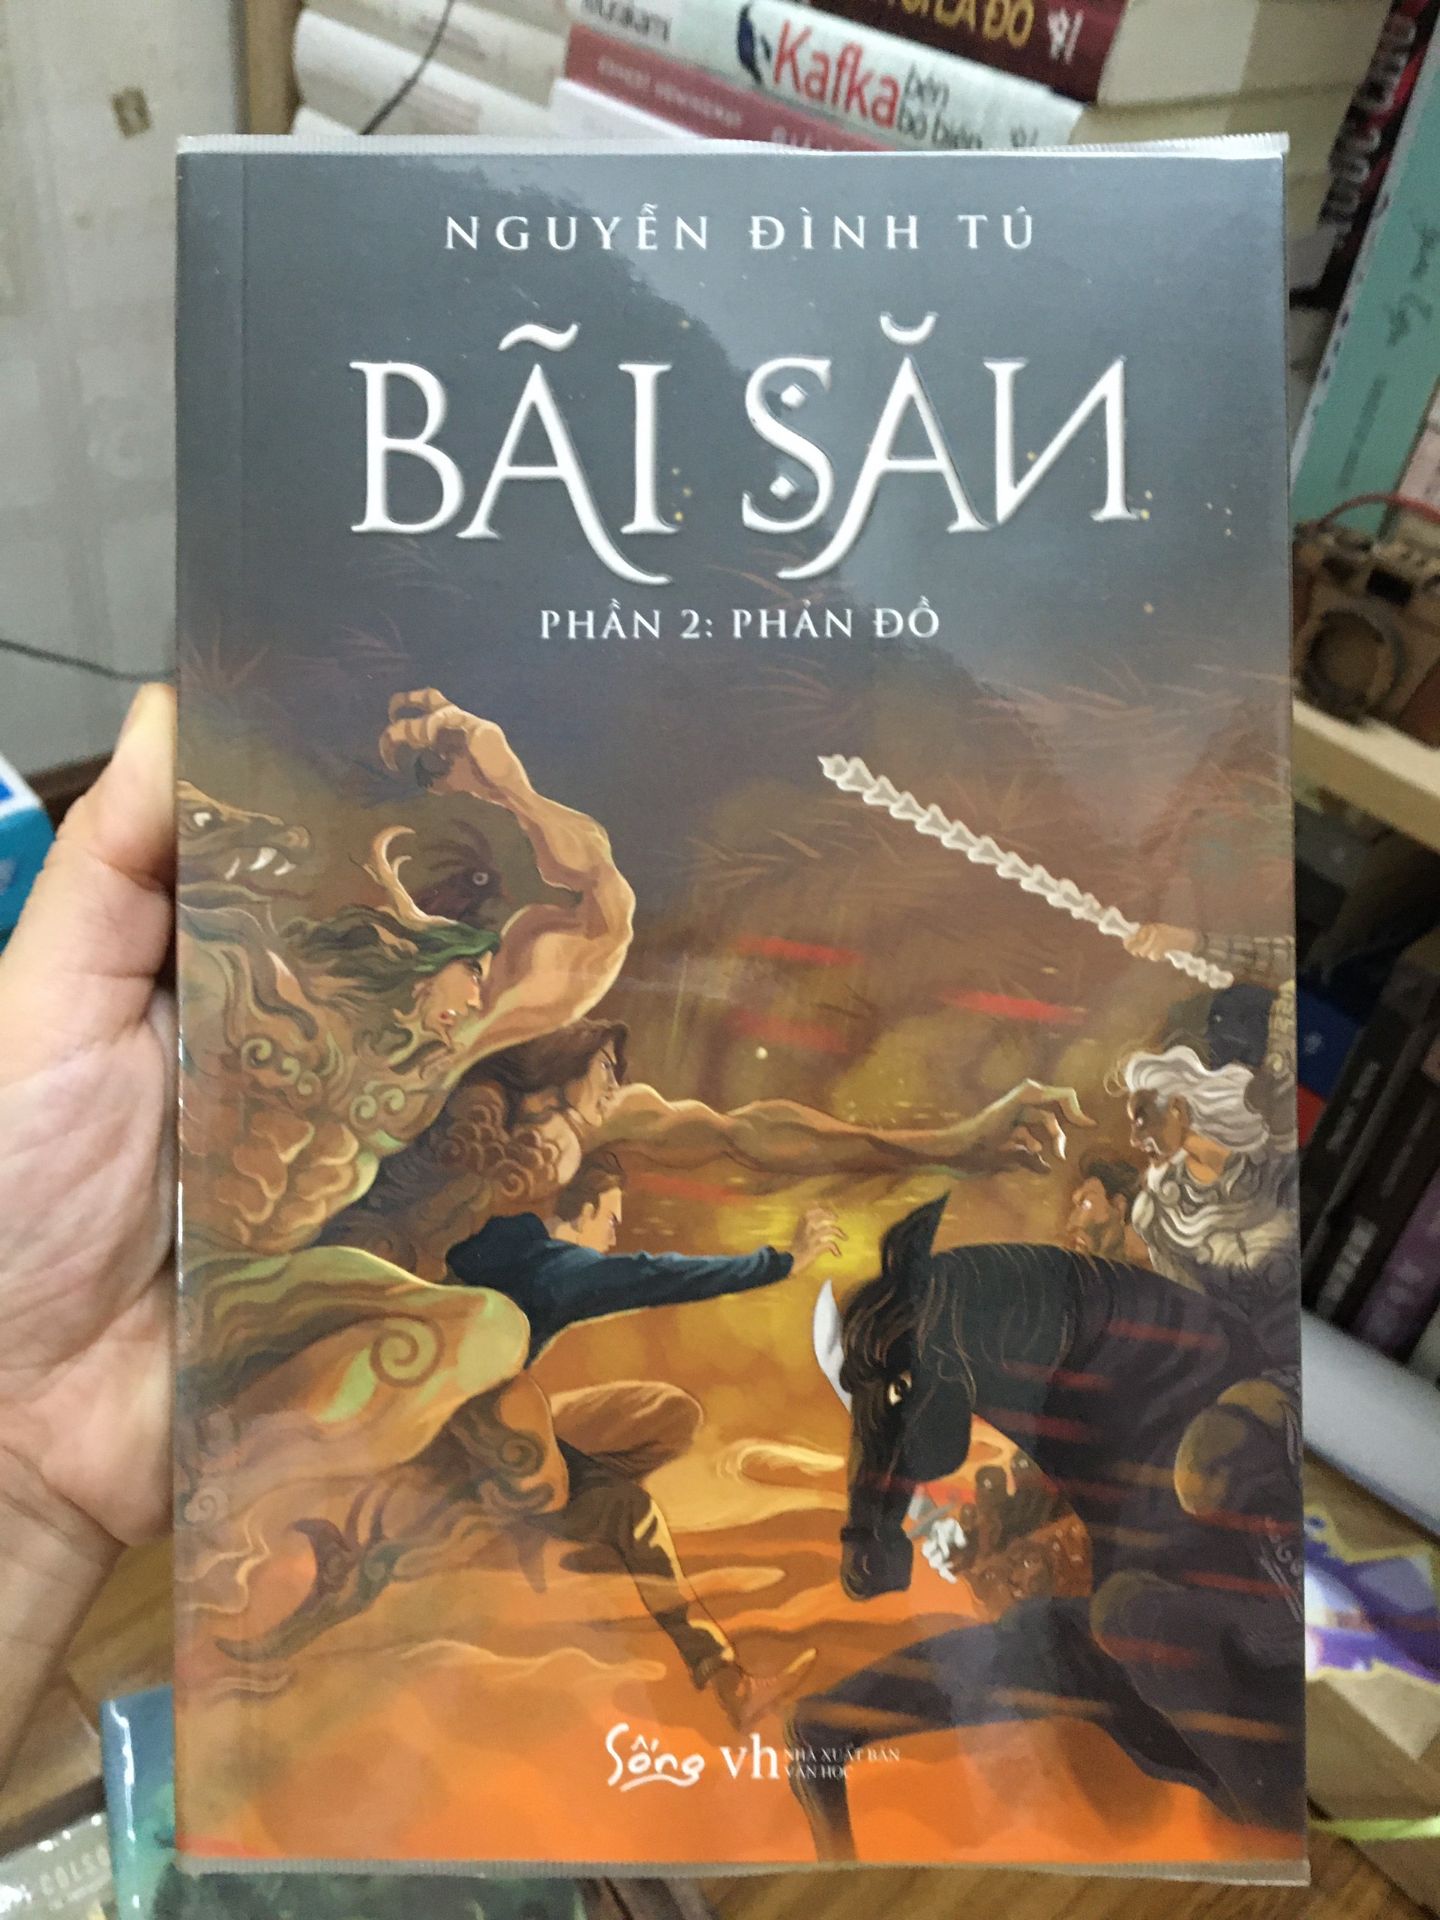 Kafka
bên
bờ biển
NGUYỄN ĐÌNH TÚ
BÃI SĂN
PHẦN 2: PHẢN ĐỒ
Sống
vh NHÀ XUẤT BẢN
VĂN HỌC